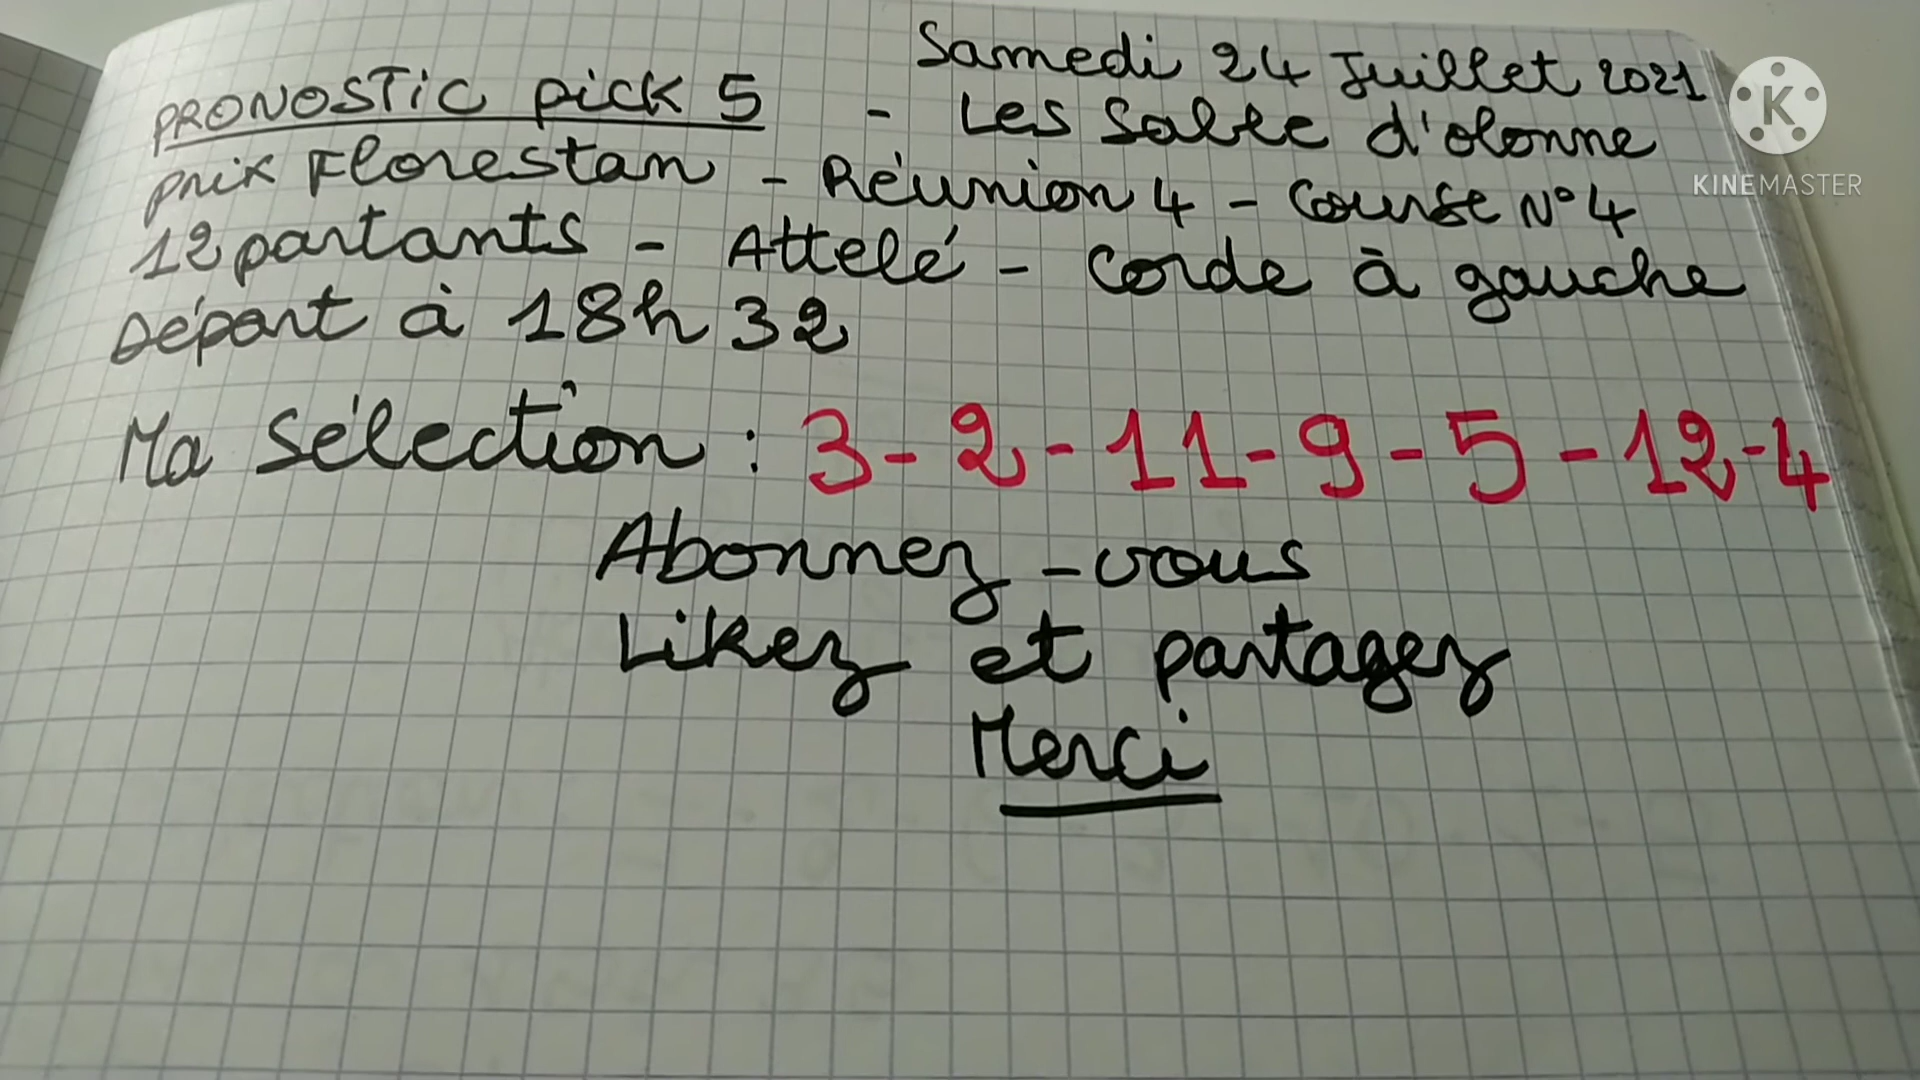 Samedi 24 Juillet 2021
PRONOSTIC pick 5 - Les Sable d'olonne
prix Florestan - Réunion 4 - Course N°4
12 partants - Attelé - Corde à gauche
Départ à 18h32
Ma Sélection : 3-2-11-9-5-12-4
Abonnez-vous
Likez et partagez
Merci
K
KINEMASTER